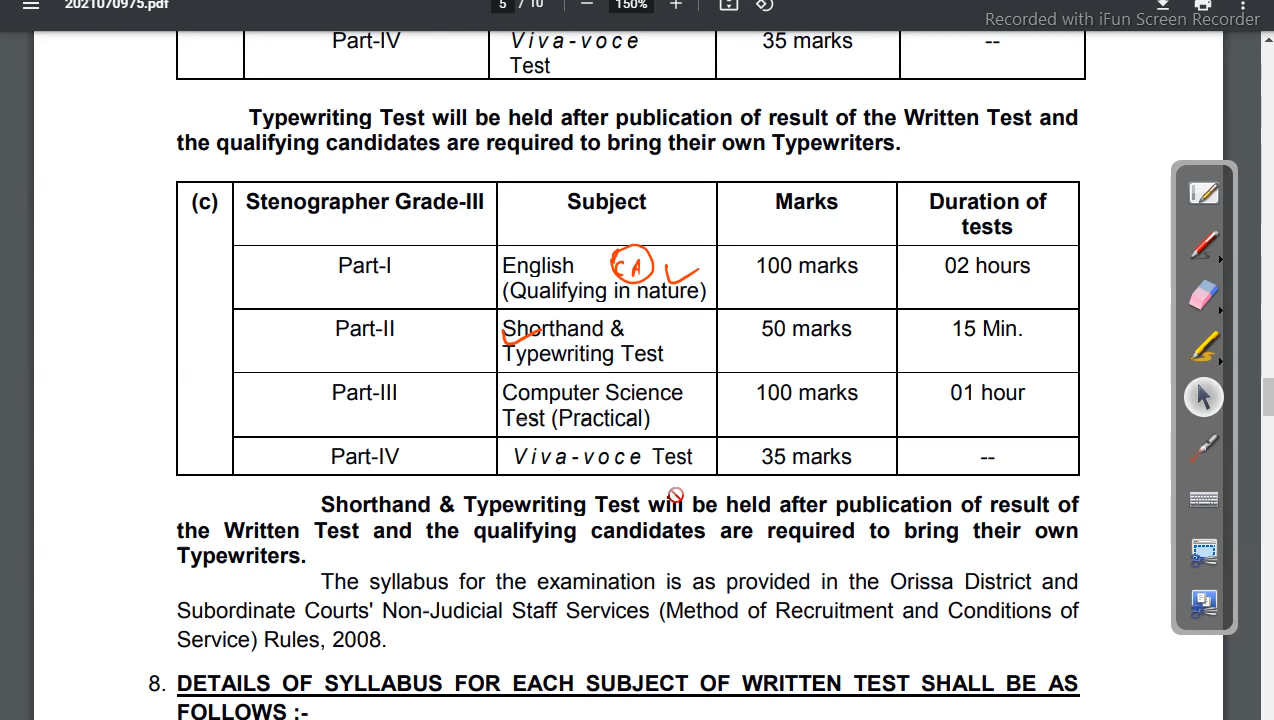 2021070975.pdf
5 / 10
150%
Recorded with iFun Screen Recorder
Part-IV Viva-voce 35 marks --
Test
Typewriting Test will be held after publication of result of the Written Test and
the qualifying candidates are required to bring their own Typewriters.
(c) Stenographer Grade-III Subject Marks Duration of
tests
Part-I English CA 100 marks 02 hours
(Qualifying in nature)
Part-II Shorthand & 50 marks 15 Min.
Typewriting Test
Part-III Computer Science 100 marks 01 hour
Test (Practical)
Part-IV Viva-voce Test 35 marks --
Shorthand & Typewriting Test will be held after publication of result of
the Written Test and the qualifying candidates are required to bring their own
Typewriters.
The syllabus for the examination is as provided in the Orissa District and
Subordinate Courts' Non-Judicial Staff Services (Method of Recruitment and Conditions of
Service) Rules, 2008.
8. DETAILS OF SYLLABUS FOR EACH SUBJECT OF WRITTEN TEST SHALL BE AS
FOLLOWS :-